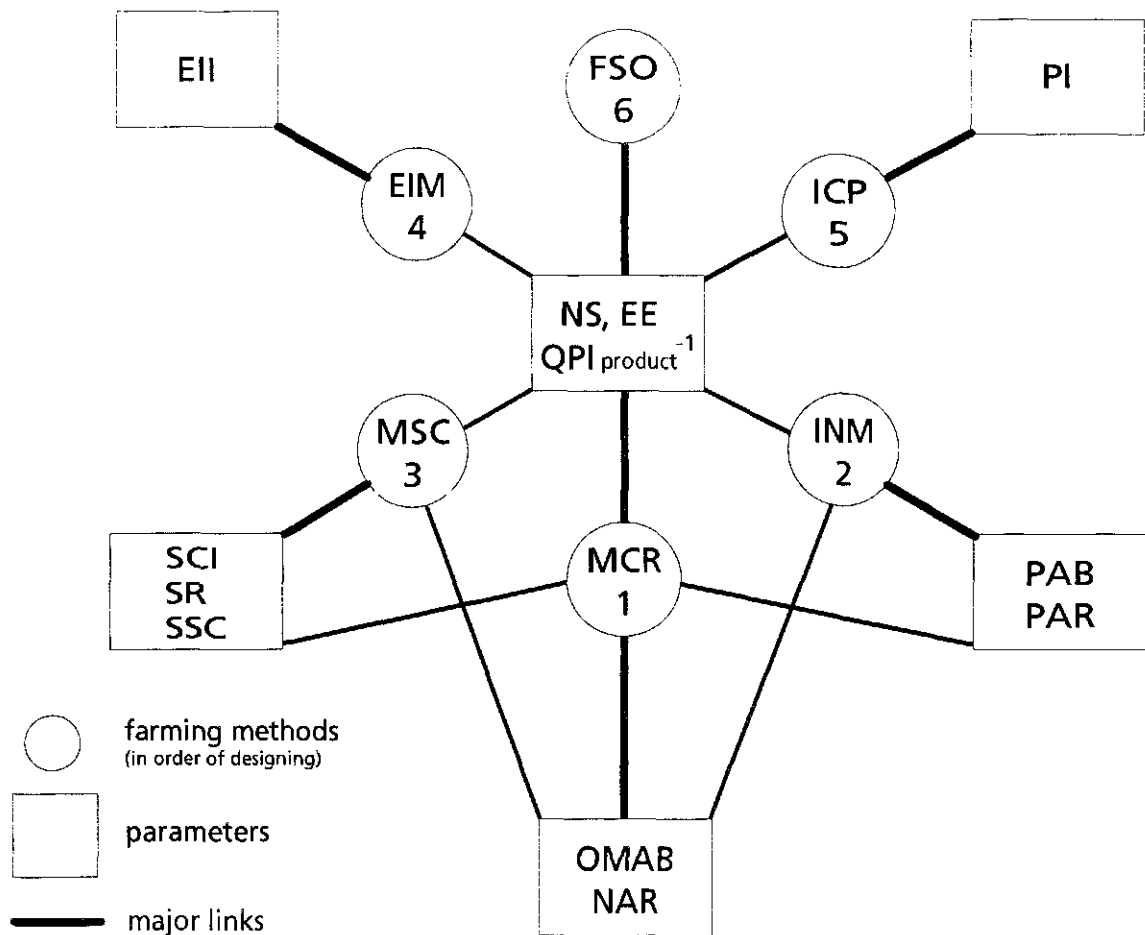 EII
FSO
6
PI
EIM
4
ICP
5
NS, EE
QPI product⁻¹
MSC
3
INM
2
SCI
SR
SSC
MCR
1
PAB
PAR
farming methods
(in order of designing)
parameters
OMAB
NAR
major links